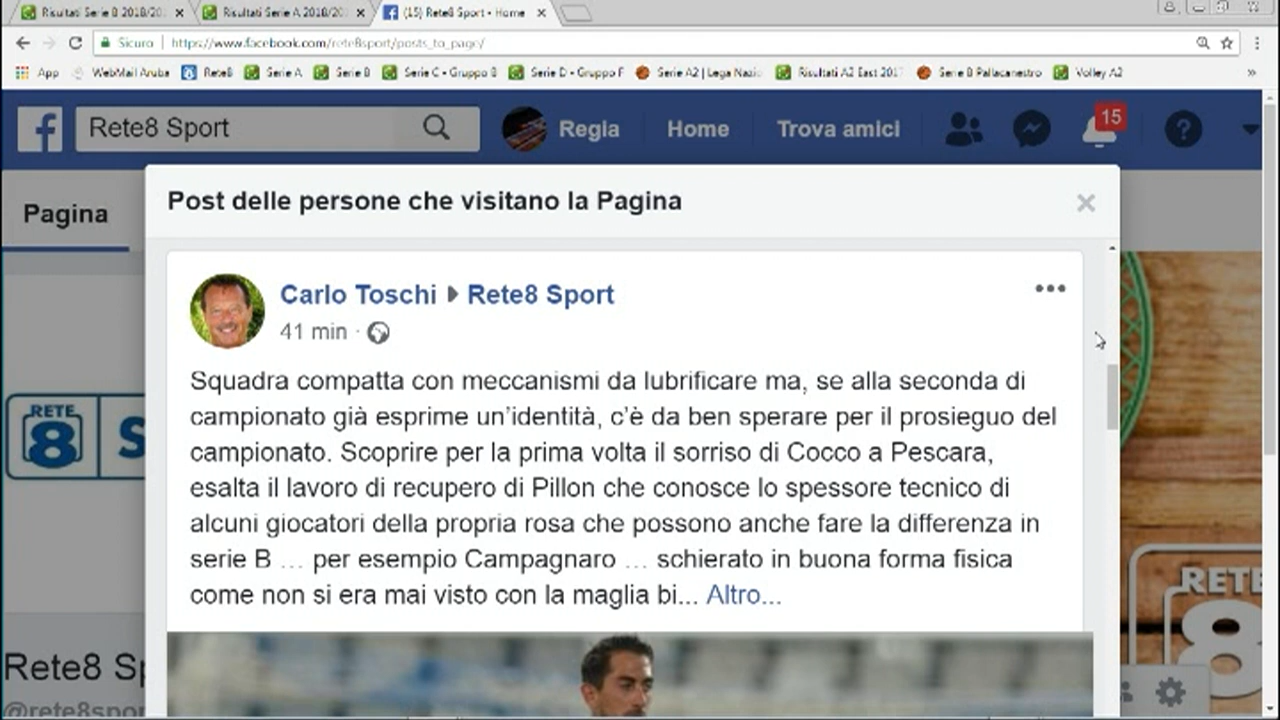 Risultati Serie B 2018/20
Risultati Serie A 2018/20
(15) Rete8 Sport - Home
Sicuro | https://www.facebook.com/rete8sport/posts_to_page/
App WebMail Aruba Rete8 Serie A Serie B Serie C - Gruppo B Serie D - Gruppo F Serie A2 | Lega Nazio Risultati A2 East 201 Serie B Pallacanestro Volley A2 »
Rete8 Sport
Regia Home Trova amici 15 ?
Pagina
Post delle persone che visitano la Pagina
Carlo Toschi Rete8 Sport
41 min ·
Squadra compatta con meccanismi da lubrificare ma, se alla seconda di
campionato già esprime un’identità, c’è da ben sperare per il prosieguo del
campionato. Scoprire per la prima volta il sorriso di Cocco a Pescara,
esalta il lavoro di recupero di Pillon che conosce lo spessore tecnico di
alcuni giocatori della propria rosa che possono anche fare la differenza in
serie B … per esempio Campagnaro … schierato in buona forma fisica
come non si era mai visto con la maglia bi... Altro...
RETE
8 S
RETE
8
Rete8 Sp
@rete8spor